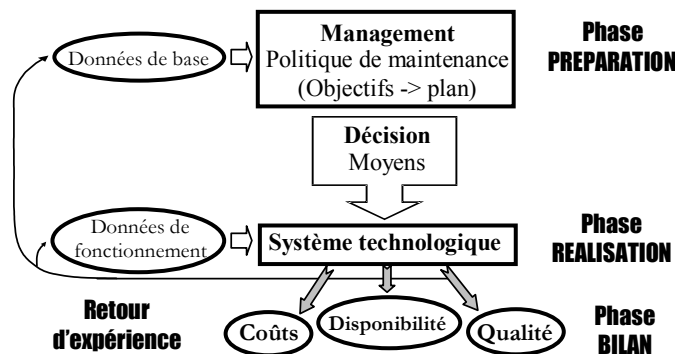 Données de base
Management
Politique de maintenance
(Objectifs -> plan)
Phase
PREPARATION
Décision
Moyens
Données de
fonctionnement
Système technologique
Phase
REALISATION
Retour
d'expérience
Coûts
Disponibilité
Qualité
Phase
BILAN